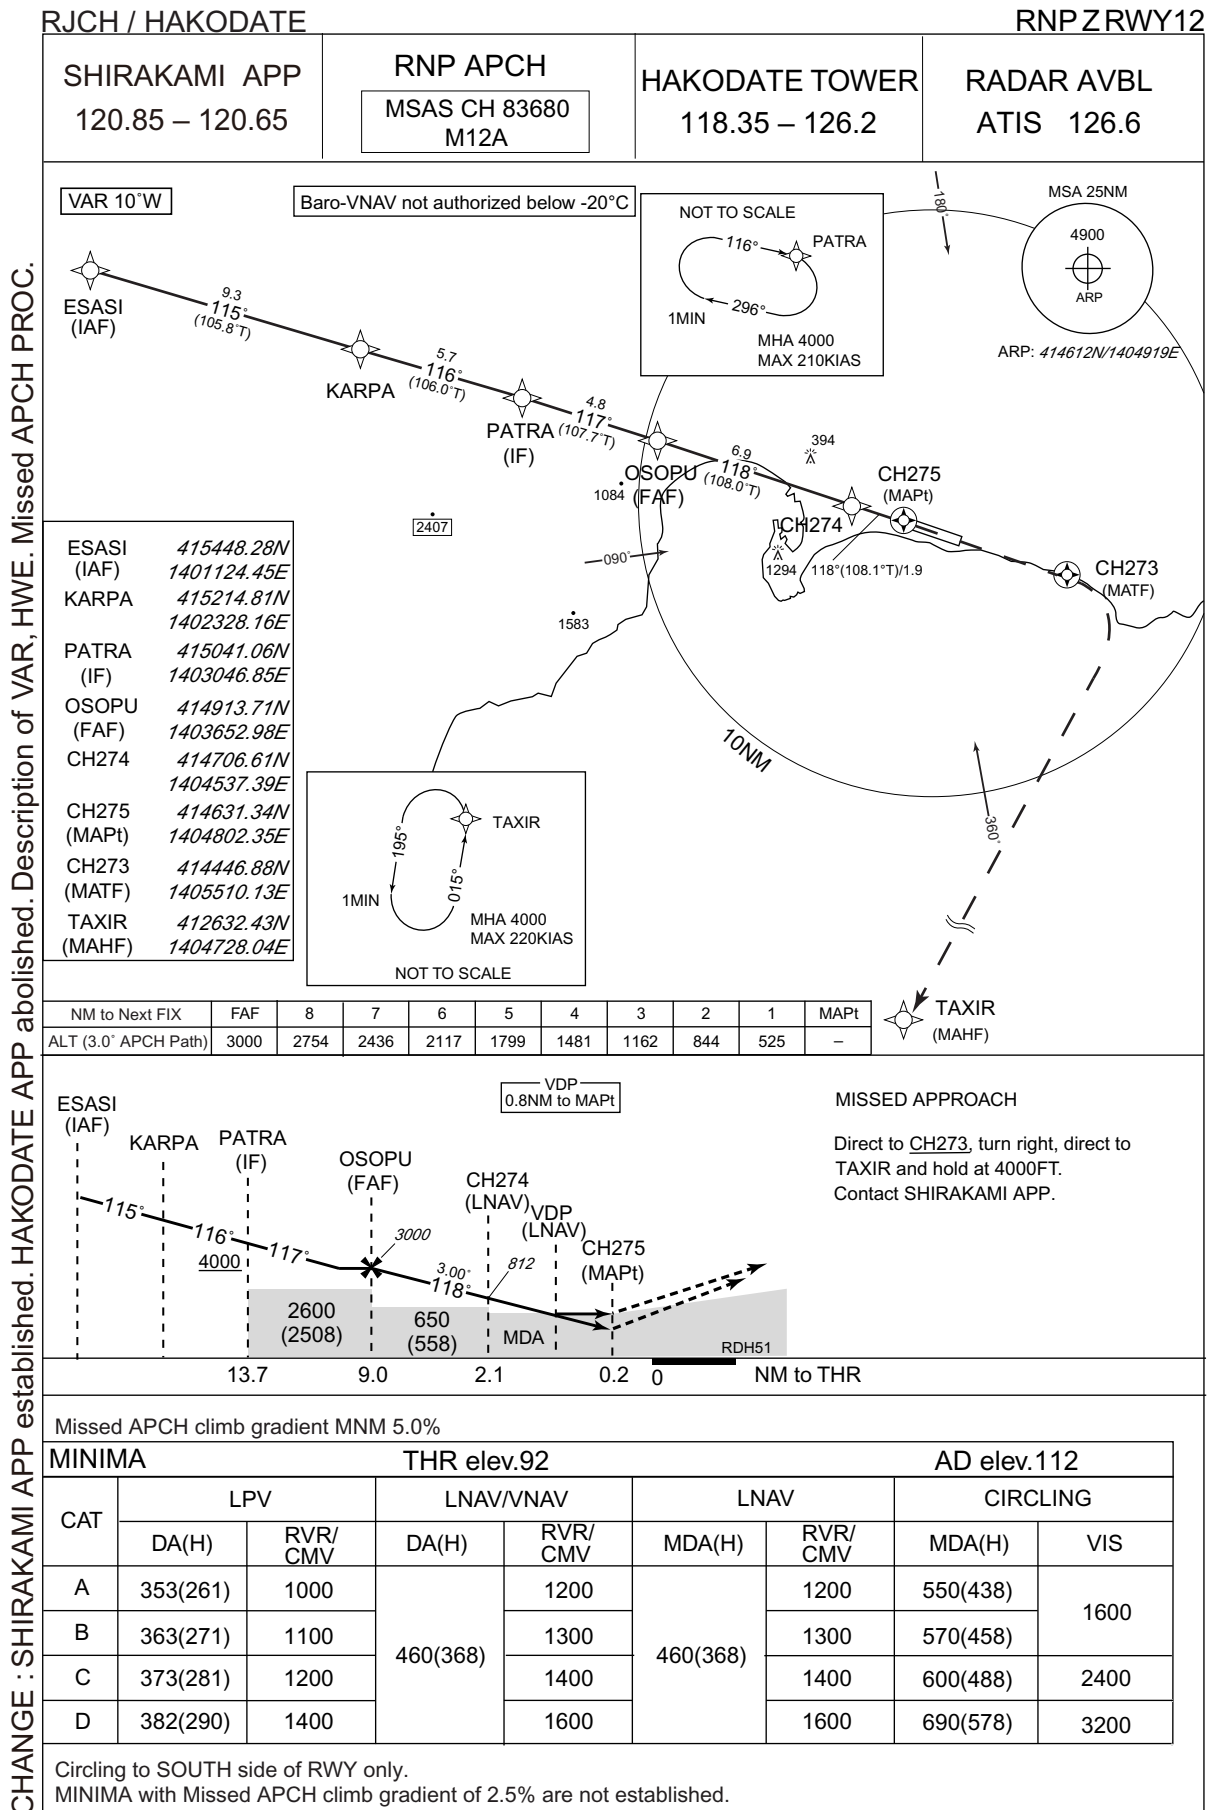 RJCH / HAKODATE
RNP Z RWY12
SHIRAKAMI APP
120.85 – 120.65
RNP APCH
MSAS CH 83680
M12A
HAKODATE TOWER
118.35 – 126.2
RADAR AVBL
ATIS 126.6
VAR 10°W
Baro-VNAV not authorized below -20°C
NOT TO SCALE
116°
PATRA
296°
1MIN
MHA 4000
MAX 210KIAS
180°
MSA 25NM
4900
ARP
ARP: 414612N/1404919E
ESASI
(IAF)
9.3
115°
(105.8°T)
KARPA
5.7
116°
(106.0°T)
PATRA
(IF)
4.8
117°
(107.7°T)
OSOPU
(FAF)
6.9
118°
(108.0°T)
394
CH275
(MAPt)
1084
2407
CH274
1294
118°(108.1°T)/1.9
090°
CH273
(MATF)
1583
10NM
360°
ESASI 415448.28N
(IAF) 1401124.45E
KARPA 415214.81N
1402328.16E
PATRA 415041.06N
(IF) 1403046.85E
OSOPU 414913.71N
(FAF) 1403652.98E
CH274 414706.61N
1404537.39E
CH275 414631.34N
(MAPt) 1404802.35E
CH273 414446.88N
(MATF) 1405510.13E
TAXIR 412632.43N
(MAHF) 1404728.04E
TAXIR
195°
015°
1MIN
MHA 4000
MAX 220KIAS
NOT TO SCALE
TAXIR
(MAHF)
NM to Next FIX FAF 8 7 6 5 4 3 2 1 MAPt
ALT (3.0° APCH Path) 3000 2754 2436 2117 1799 1481 1162 844 525 –
VDP
0.8NM to MAPt
MISSED APPROACH
Direct to CH273, turn right, direct to
TAXIR and hold at 4000FT.
Contact SHIRAKAMI APP.
ESASI
(IAF)
KARPA
PATRA
(IF)
OSOPU
(FAF)
CH274
(LNAV)
VDP
(LNAV)
CH275
(MAPt)
115°
116°
4000
117°
3000
3.00°
118°
812
2600
(2508)
650
(558)
MDA
RDH51
13.7 9.0 2.1 0.2 0 NM to THR
Missed APCH climb gradient MNM 5.0%
MINIMA THR elev.92 AD elev.112
CAT LPV LNAV/VNAV LNAV CIRCLING
DA(H) RVR/CMV DA(H) RVR/CMV MDA(H) RVR/CMV MDA(H) VIS
A 353(261) 1000 460(368) 1200 460(368) 1200 550(438) 1600
B 363(271) 1100 1300 1300 570(458)
C 373(281) 1200 1400 1400 600(488) 2400
D 382(290) 1400 1600 1600 690(578) 3200
Circling to SOUTH side of RWY only.
MINIMA with Missed APCH climb gradient of 2.5% are not established.
CHANGE : SHIRAKAMI APP established. HAKODATE APP abolished. Description of VAR, HWE. Missed APCH PROC.